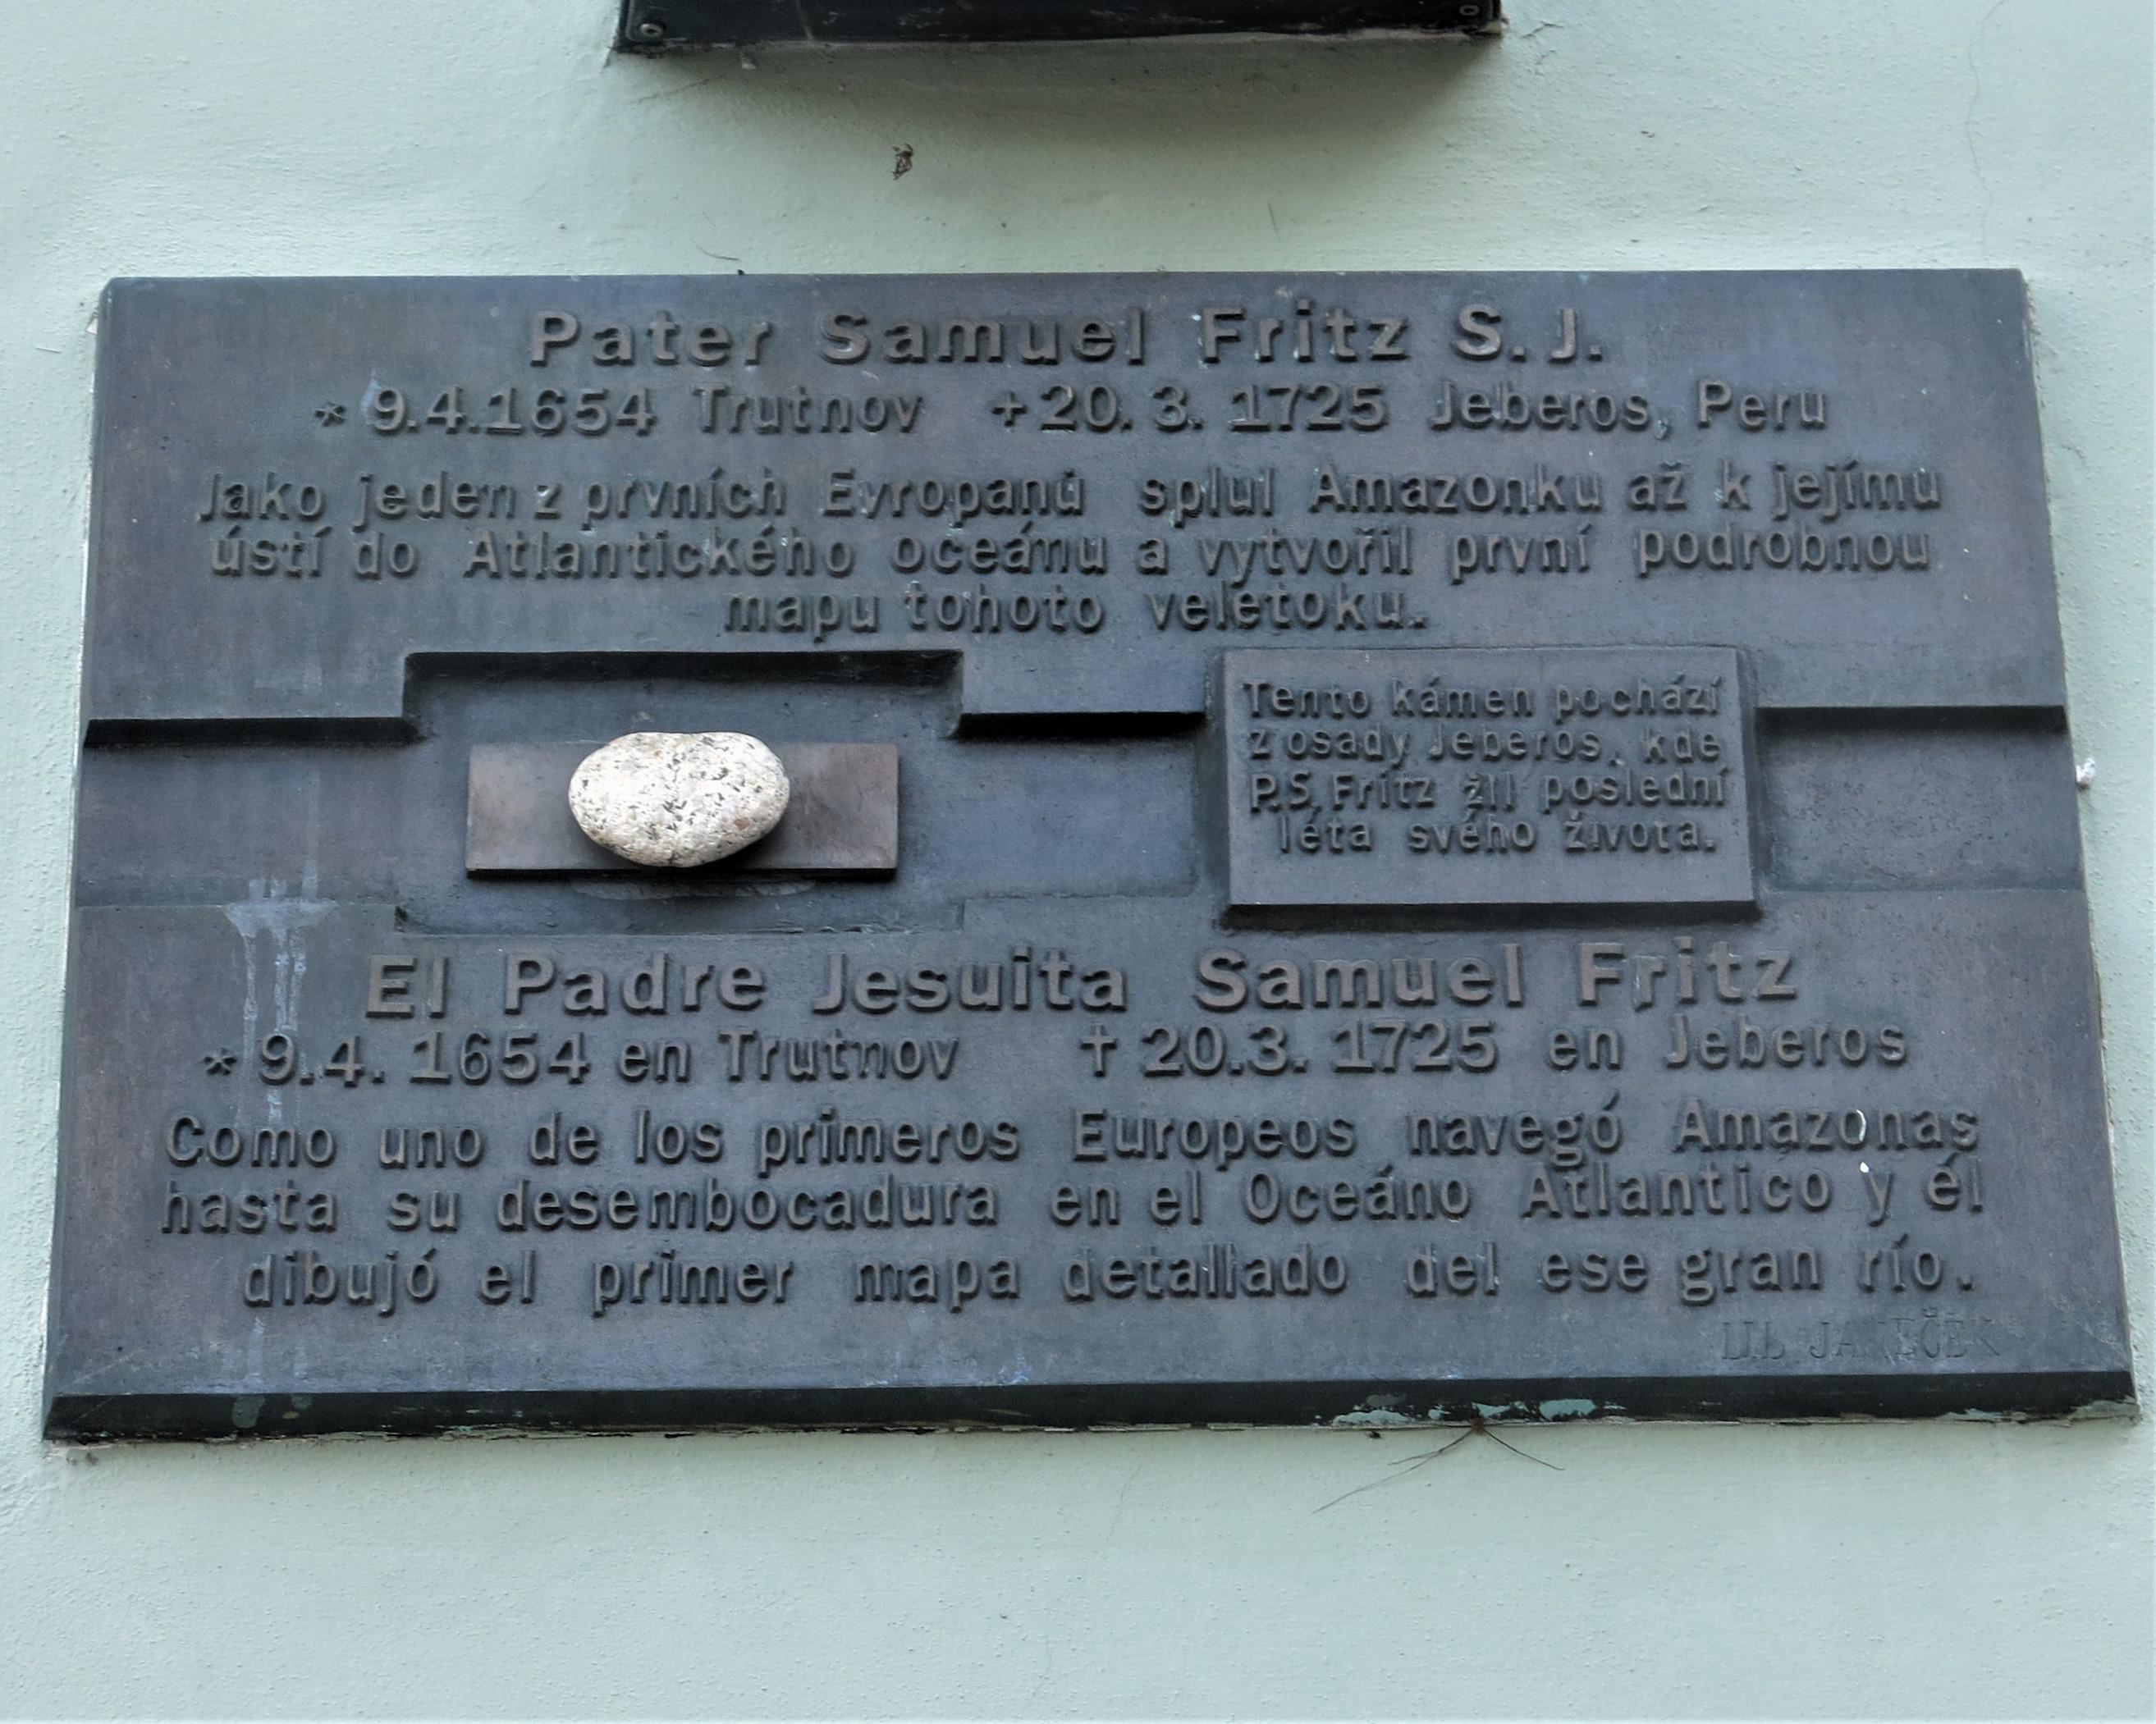 Pater Samuel Fritz S.J.
* 9.4.1654 Trutnov +20.3.1725 Jeberos, Peru
Jako jeden z prvních Evropanů splul Amazonku až k jejímu
ústí do Atlantického oceánu a vytvořil první podrobnou
mapu tohoto veletoku.
Tento kámen pochází
z osady Jeberos, kde
P.S. Fritz žil poslední
léta svého života.
El Padre Jesuita Samuel Fritz
* 9.4.1654 en Trutnov † 20.3.1725 en Jeberos
Como uno de los primeros Europeos navegó Amazonas
hasta su desembocadura en el Oceáno Atlantico y él
dibujó el primer mapa detallado del ese gran río.
JANEČEK